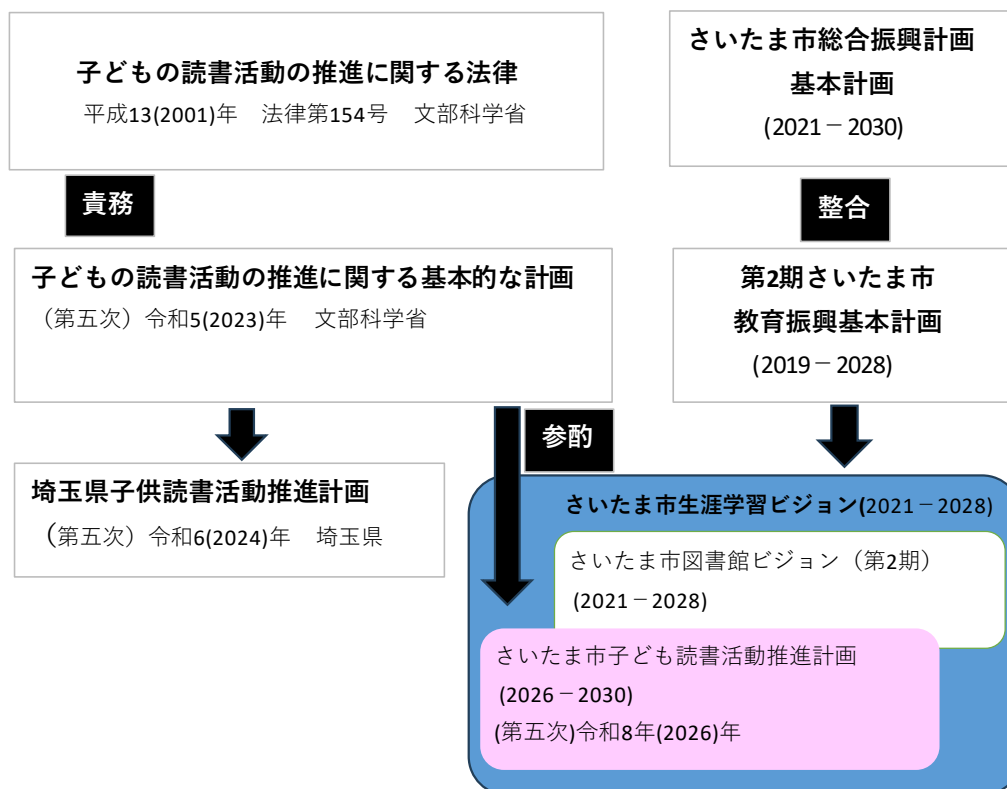 子どもの読書活動の推進に関する法律
平成13(2001)年　法律第154号　文部科学省
さいたま市総合振興計画
基本計画
(2021－2030)
責務
整合
子どもの読書活動の推進に関する基本的な計画
（第五次）令和5(2023)年　文部科学省
第2期さいたま市
教育振興基本計画
(2019－2028)
参酌
埼玉県子供読書活動推進計画
（第五次）令和6(2024)年　埼玉県
さいたま市生涯学習ビジョン(2021－2028)
さいたま市図書館ビジョン（第2期）
(2021－2028)
さいたま市子ども読書活動推進計画
(2026－2030)
(第五次)令和8年(2026)年